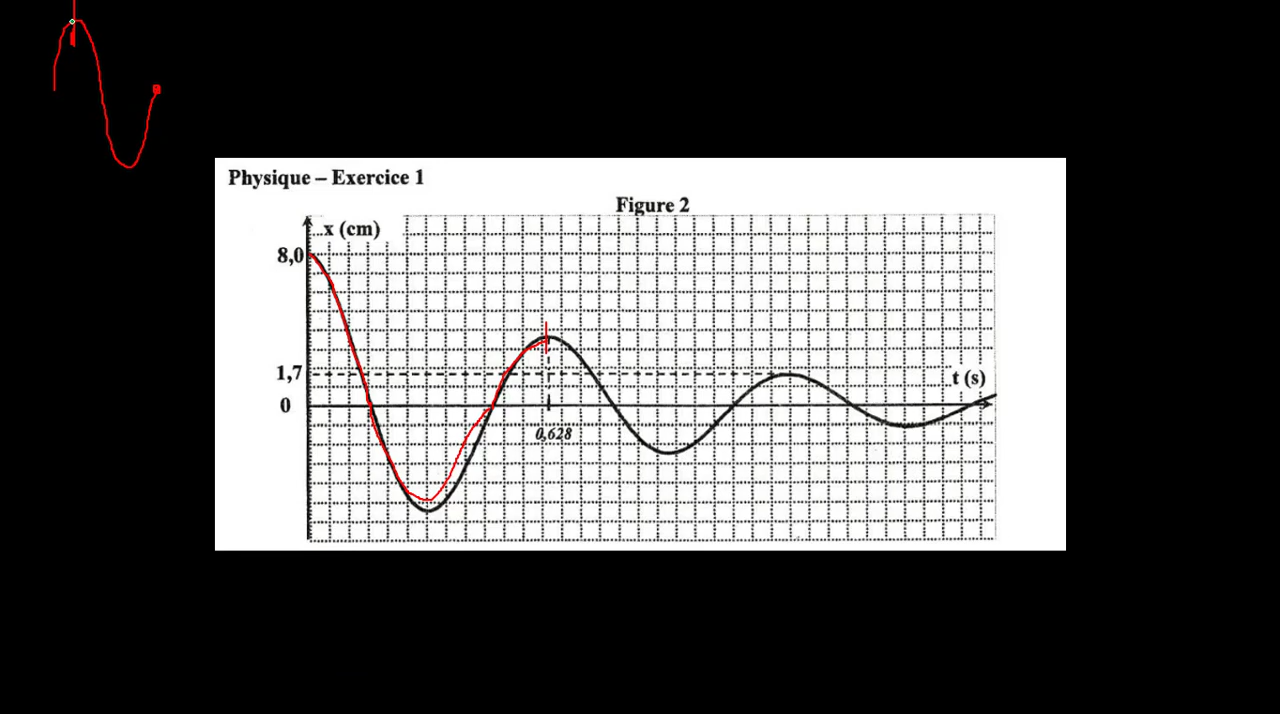 Physique – Exercice 1
Figure 2
x (cm)
8,0
1,7
t (s)
0
0,628